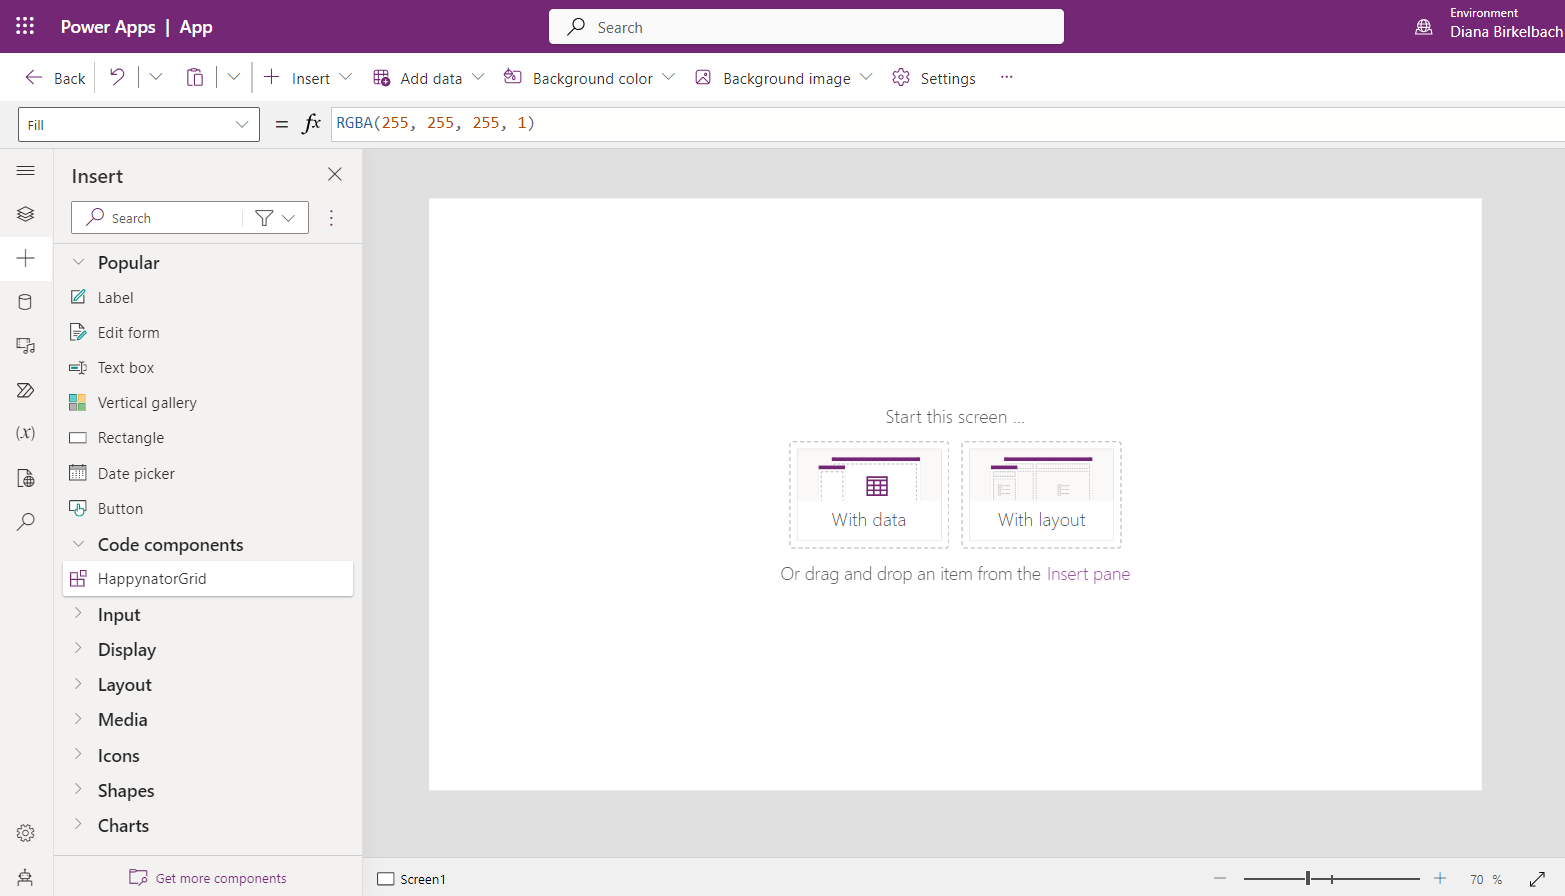 Power Apps | App
Search
Environment
Diana Birkelbach
Back
Insert
Add data
Background color
Background image
Settings
Fill
= fx
RGBA(255, 255, 255, 1)
Insert
Search
Popular
Label
Edit form
Text box
Vertical gallery
Rectangle
Date picker
Button
Code components
HappynatorGrid
Input
Display
Layout
Media
Icons
Shapes
Charts
Get more components
(x)
Start this screen ...
With data
With layout
Or drag and drop an item from the Insert pane
Screen1
70 %